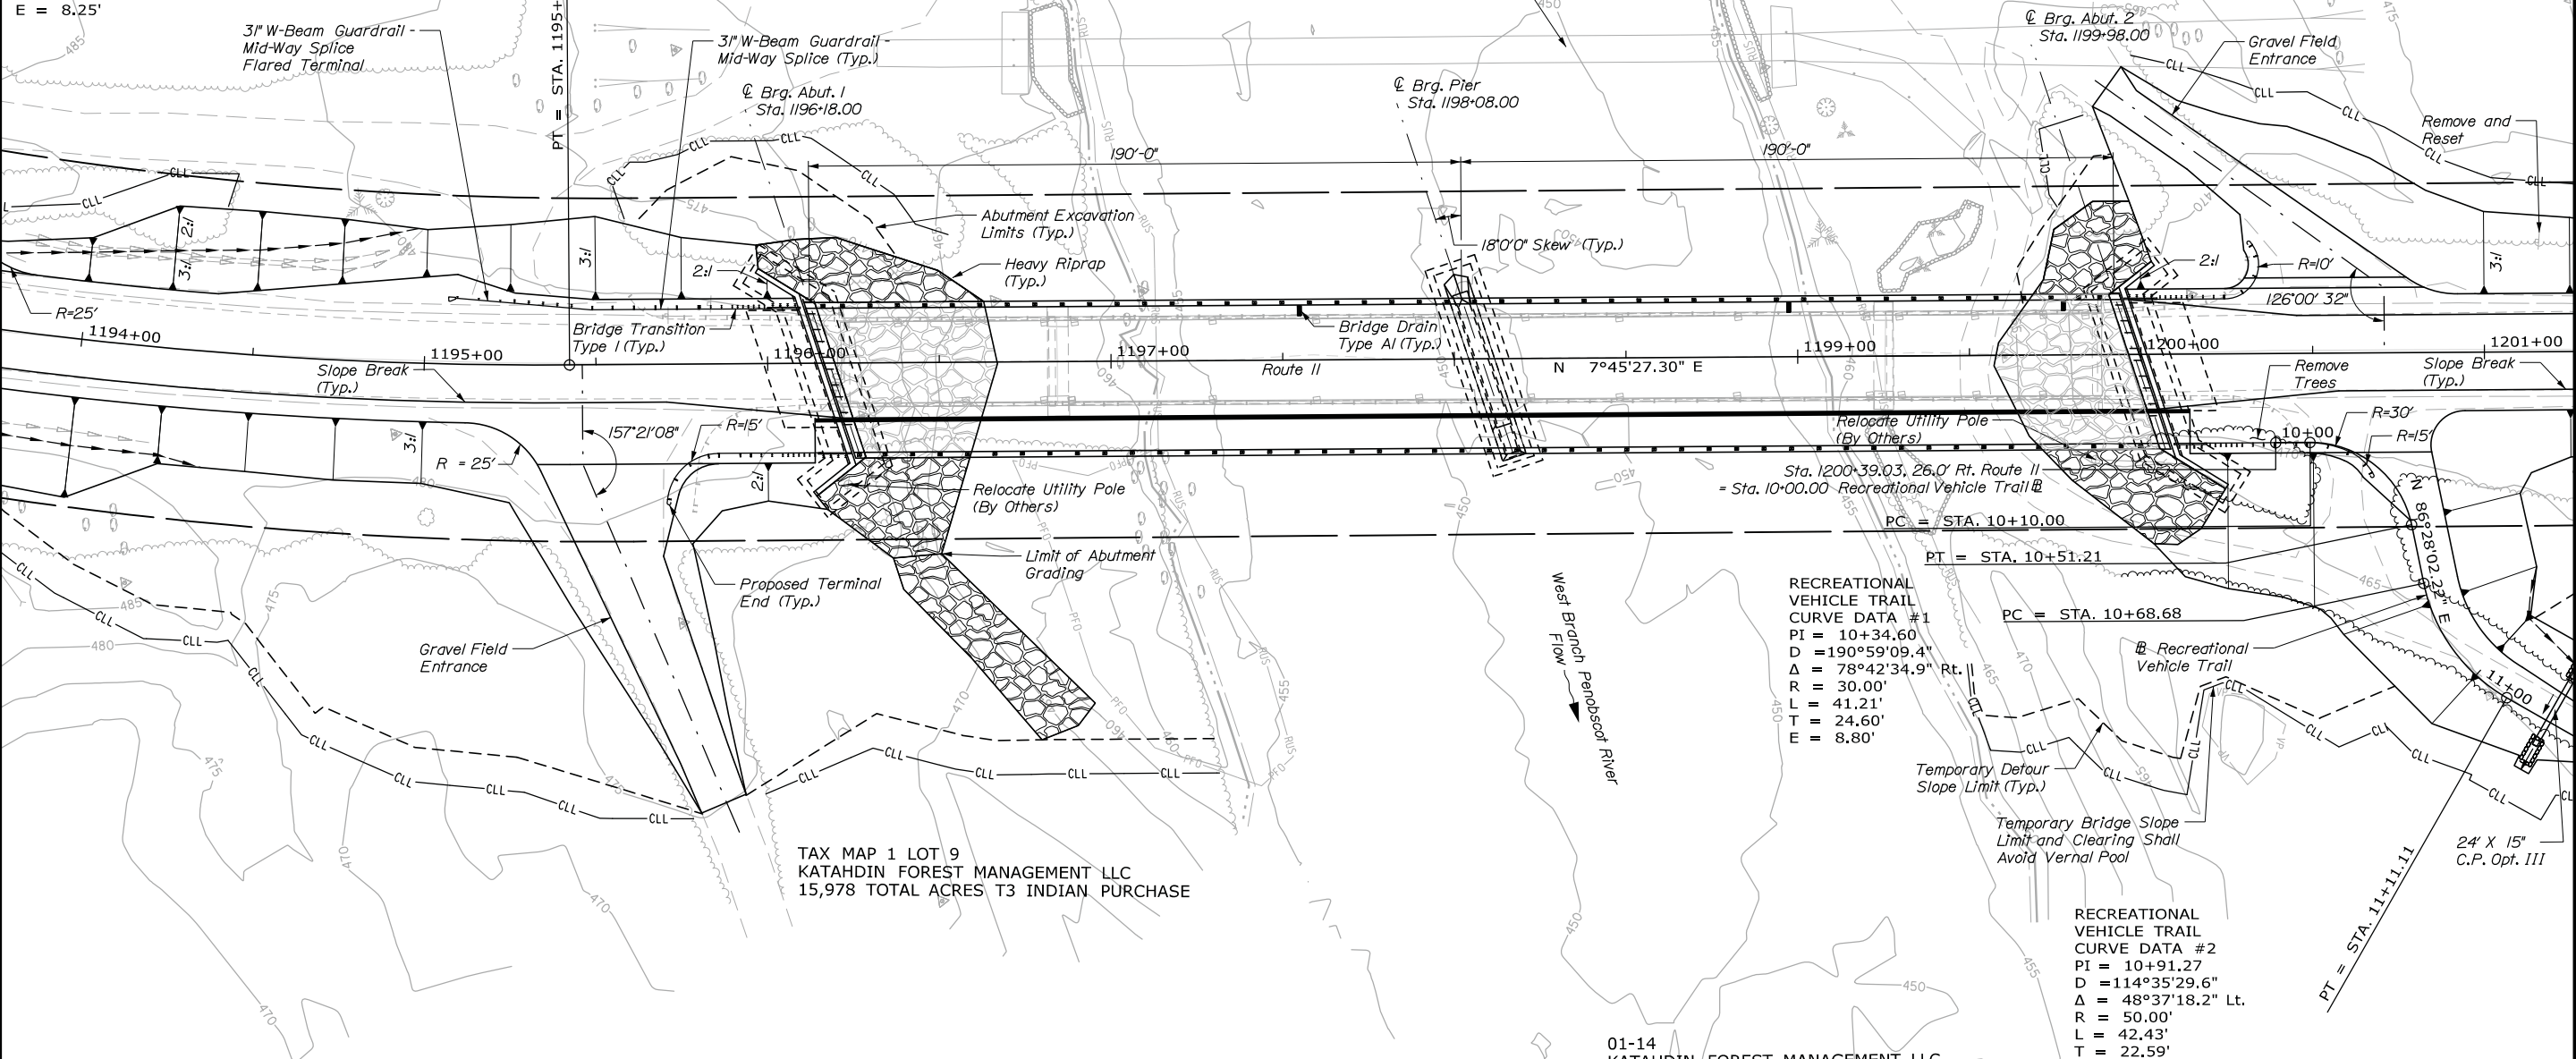 E = 8.25'
31" W-Beam Guardrail -
Mid-Way Splice
Flared Terminal
PT = STA. 1195+
31" W-Beam Guardrail -
Mid-Way Splice (Typ.)
℄ Brg. Abut. 1
Sta. 1196+18.00
℄ Brg. Pier
Sta. 1198+08.00
℄ Brg. Abut. 2
Sta. 1199+98.00
Gravel Field
Entrance
Remove and
Reset
190'-0"
190'-0"
Abutment Excavation
Limits (Typ.)
Heavy Riprap
(Typ.)
18°0'0" Skew (Typ.)
2:1
3:1
3:1
2:1
2:1
R=10'
3:1
126°00' 32"
R=25'
Bridge Transition
Type I (Typ.)
Bridge Drain
Type A1 (Typ.)
1194+00
1195+00
1196+00
1197+00
1199+00
1200+00
1201+00
Slope Break
(Typ.)
Route 11
N 7°45'27.30" E
Remove
Trees
Slope Break
(Typ.)
3:1
R = 25'
157°21'08"
R=15'
2:1
Relocate Utility Pole
(By Others)
Relocate Utility Pole
(By Others)
10+00
R=30'
R=15'
Sta. 1200+39.03, 26.0' Rt. Route 11
= Sta. 10+00.00 Recreational Vehicle Trail B
PC = STA. 10+10.00
PT = STA. 10+51.21
PC = STA. 10+68.68
N 86°28'02.22" E
Limit of Abutment
Grading
Proposed Terminal
End (Typ.)
Gravel Field
Entrance
West Branch Penobscot River
Flow
RECREATIONAL
VEHICLE TRAIL
CURVE DATA #1
PI = 10+34.60
D =190°59'09.4"
Δ = 78°42'34.9" Rt.
R = 30.00'
L = 41.21'
T = 24.60'
E = 8.80'
B Recreational
Vehicle Trail
11+00
Temporary Detour
Slope Limit (Typ.)
Temporary Bridge Slope
Limit and Clearing Shall
Avoid Vernal Pool
24' X 15"
C.P. Opt. III
PT = STA. 11+11.11
TAX MAP 1 LOT 9
KATAHDIN FOREST MANAGEMENT LLC
15,978 TOTAL ACRES T3 INDIAN PURCHASE
RECREATIONAL
VEHICLE TRAIL
CURVE DATA #2
PI = 10+91.27
D =114°35'29.6"
Δ = 48°37'18.2" Lt.
R = 50.00'
L = 42.43'
T = 22.59'
01-14
KATAHDIN FOREST MANAGEMENT LLC